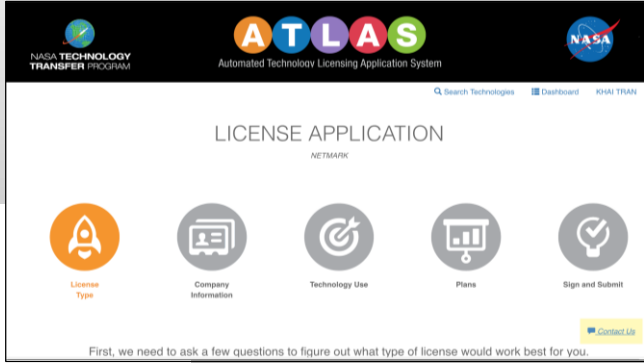 NASA TECHNOLOGY
TRANSFER PROGRAM
ATLAS
Automated Technology Licensing Application System
NASA
Search Technologies
Dashboard
KHAI TRAN
LICENSE APPLICATION
NETMARK
License
Type
Company
Information
Technology Use
Plans
Sign and Submit
Contact Us
First, we need to ask a few questions to figure out what type of license would work best for you.